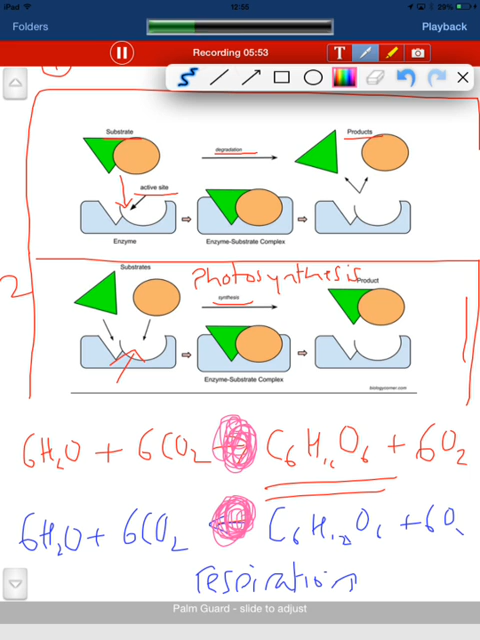 iPad 12:55 29%
Folders Playback
Recording 05:53 T
1
Substrate Products
degradation
active site
Enzyme Enzyme-Substrate Complex
2
Substrates Photosynthesis Product
synthesis
Enzyme-Substrate Complex
biologycorner.com
6H2O + 6CO2 → C6H12O6 + 6O2
6H2O + 6CO2 ← C6H12O6 + 6O2
respiration
Palm Guard - slide to adjust